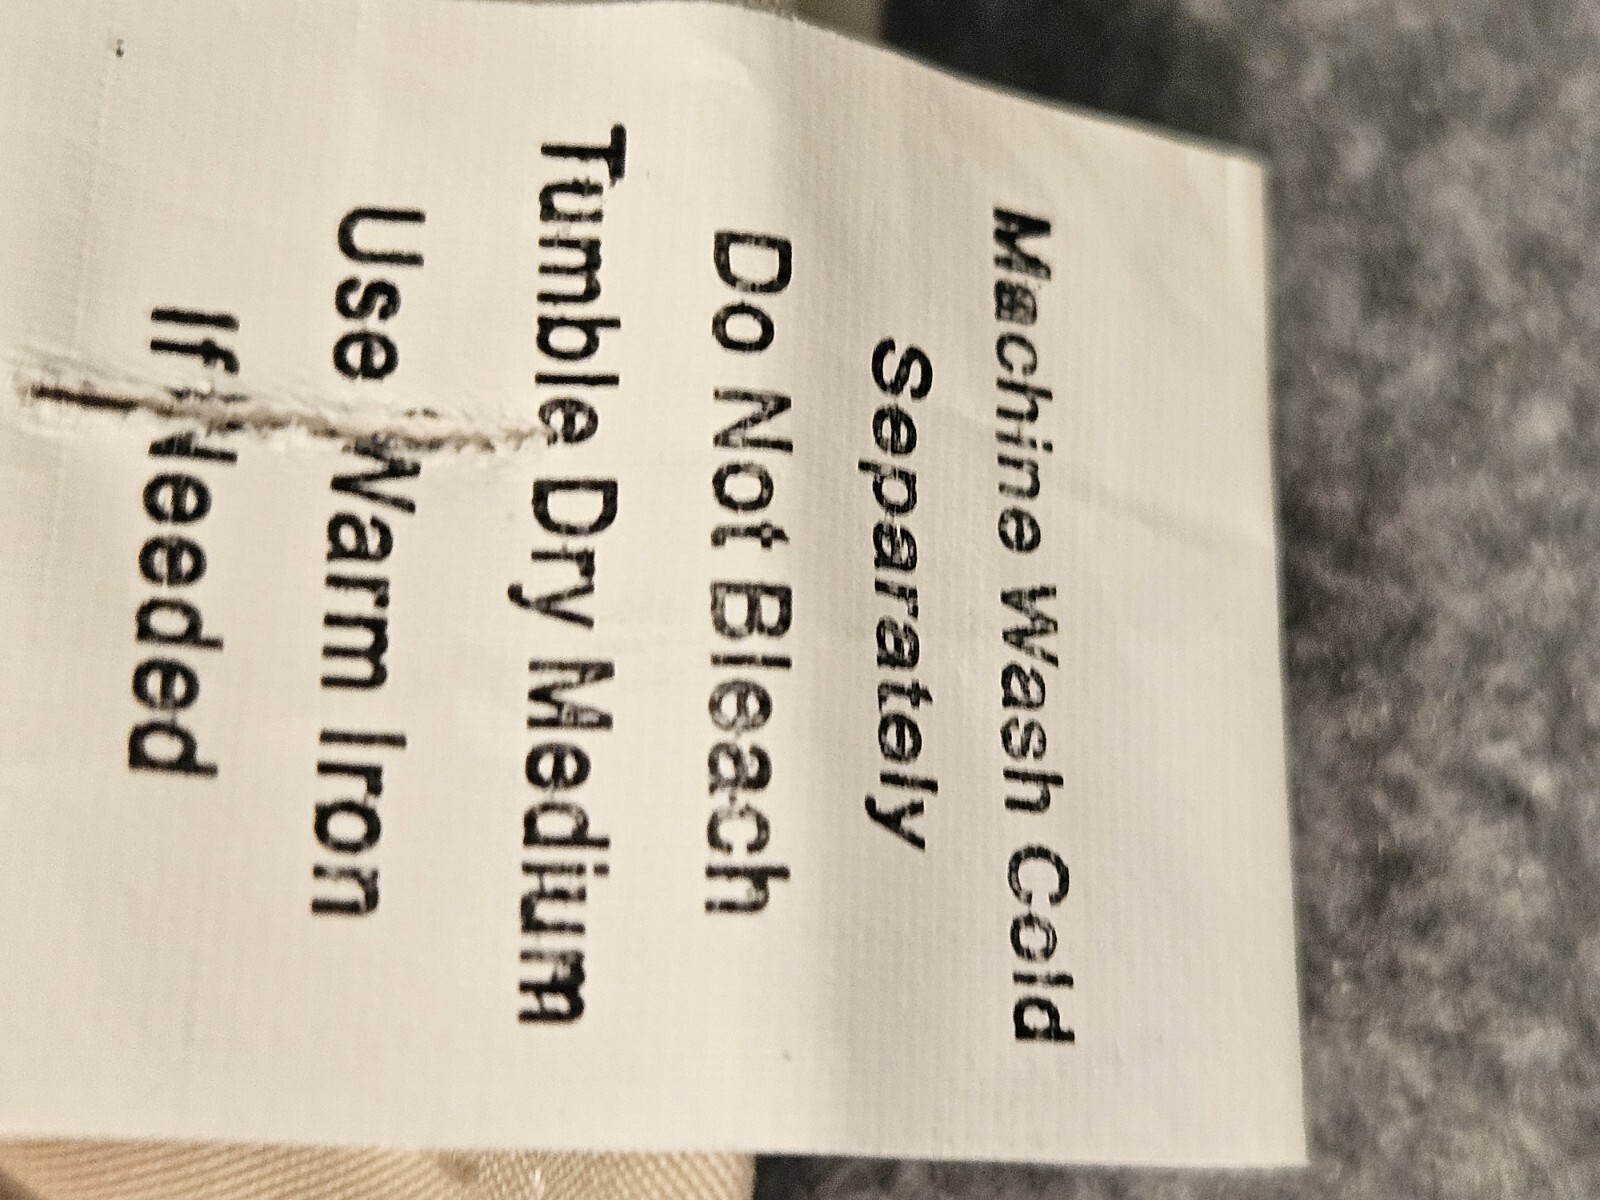 Machine Wash Cold
Separately
Do Not Bleach
Tumble Dry Medium
Use Warm Iron
If Needed